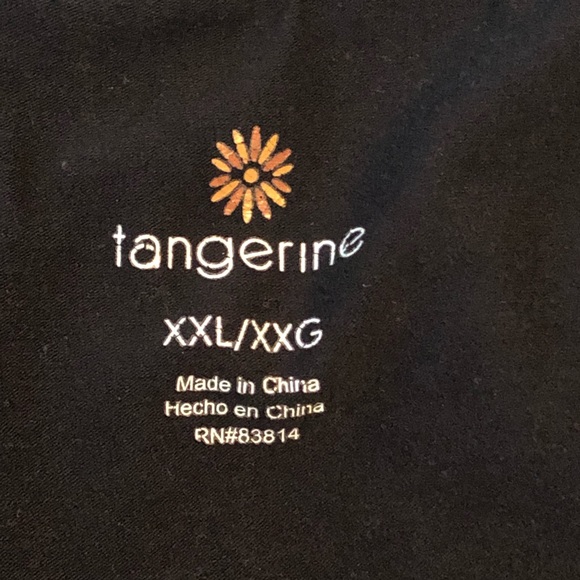 tangerine
XXL/XXG
Made in China
Hecho en China
RN#83814